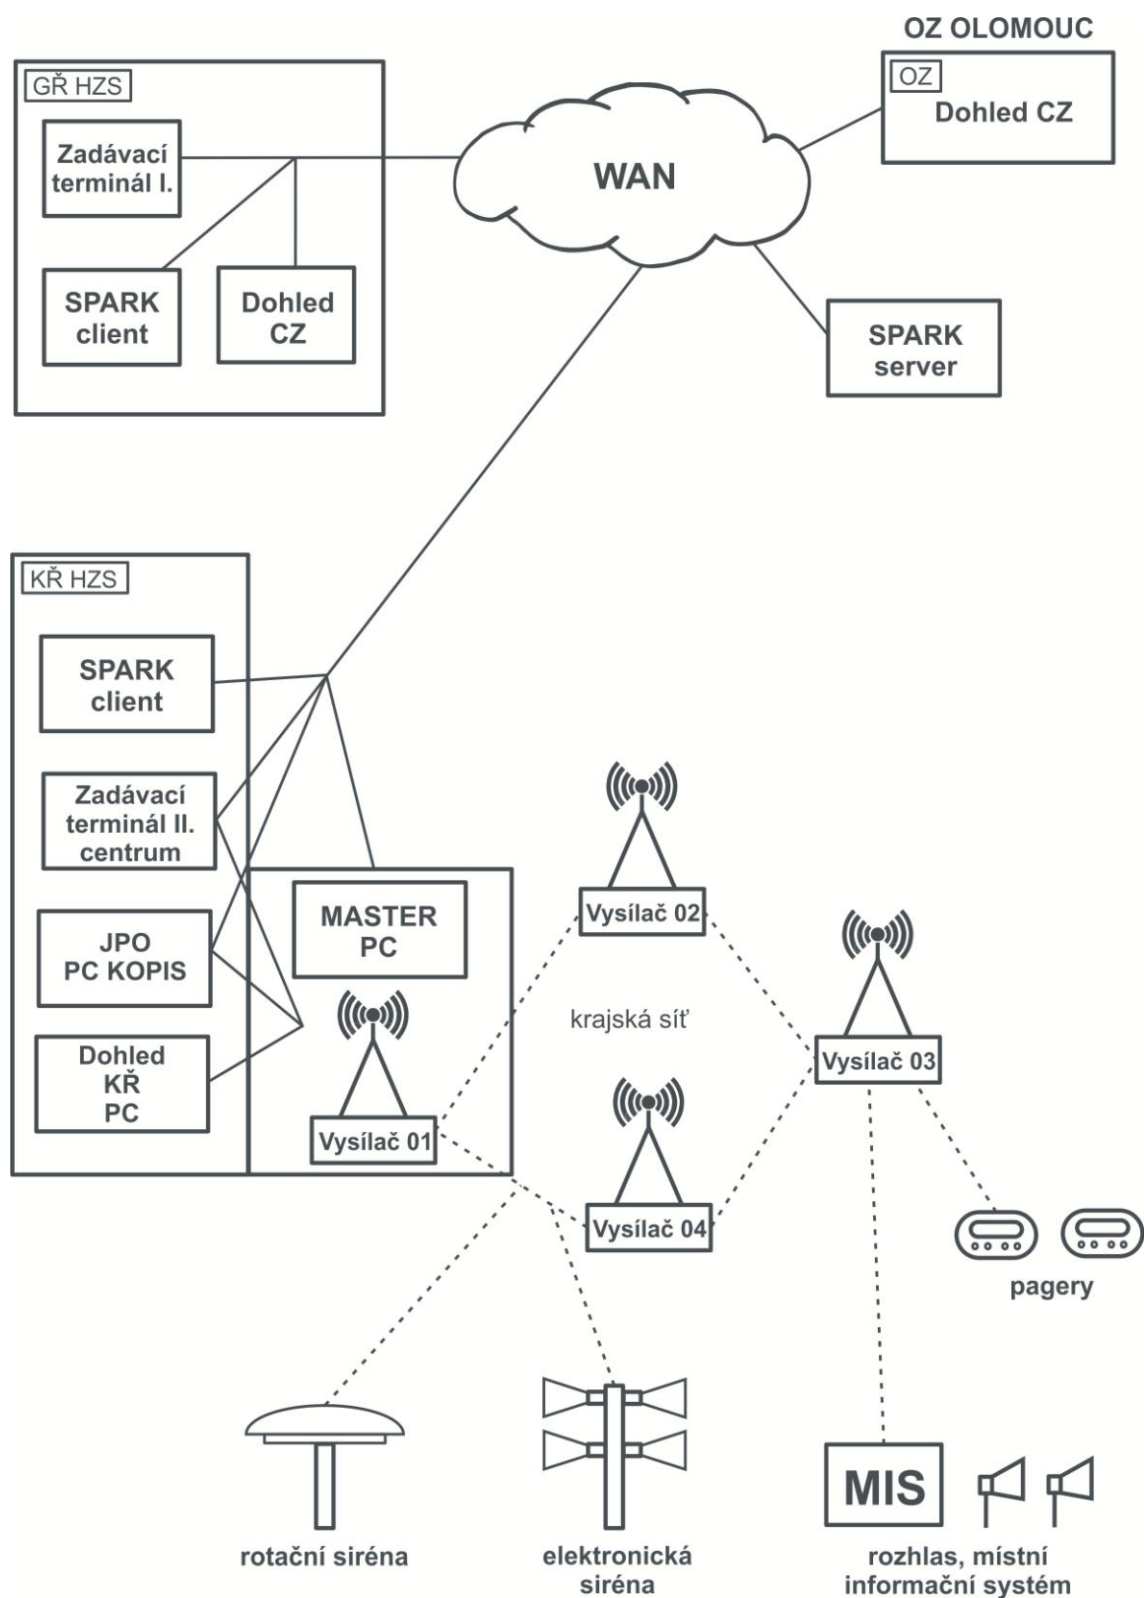 OZ OLOMOUC
GŘ HZS
OZ
Dohled CZ
Zadávací
terminál I.
WAN
SPARK
client
Dohled
CZ
SPARK
server
KŘ HZS
SPARK
client
Zadávací
terminál II.
centrum
JPO
PC KOPIS
Dohled
KŘ
PC
MASTER
PC
Vysílač 01
Vysílač 02
krajská síť
Vysílač 03
Vysílač 04
pagery
rotační siréna
elektronická
siréna
MIS
rozhlas, místní
informační systém